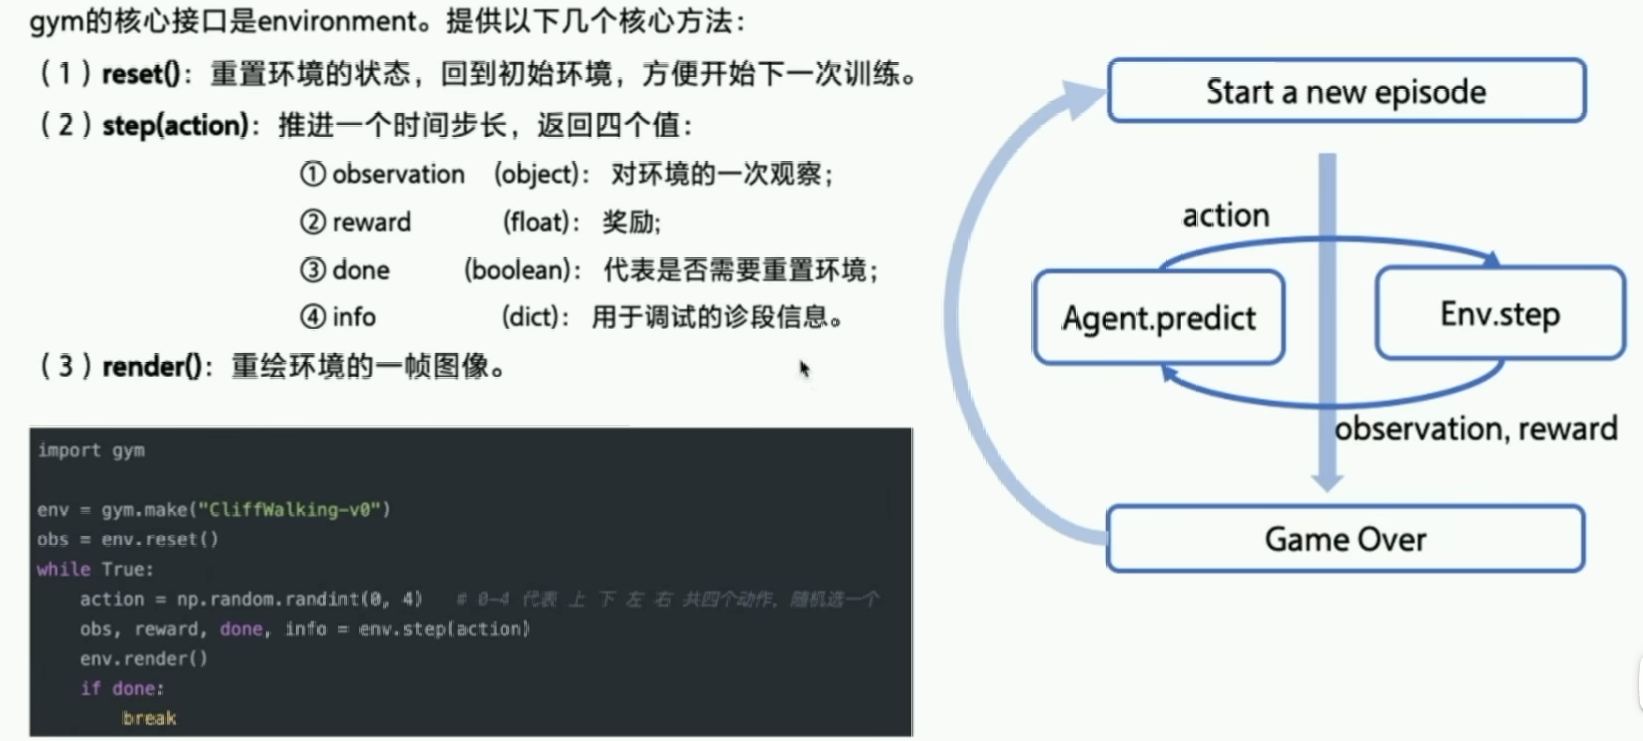 gym的核心接口是environment。提供以下几个核心方法：
（1）reset()：重置环境的状态，回到初始环境，方便开始下一次训练。
（2）step(action)：推进一个时间步长，返回四个值：
① observation (object)：对环境的一次观察；
② reward (float)：奖励;
③ done (boolean)：代表是否需要重置环境；
④ info (dict)：用于调试的诊段信息。
（3）render()：重绘环境的一帧图像。
import gym
env = gym.make("CliffWalking-v0")
obs = env.reset()
while True:
    action = np.random.randint(0, 4)   # 0-4 代表 上 下 左 右 共四个动作, 随机选一个
    obs, reward, done, info = env.step(action)
    env.render()
    if done:
        break
Start a new episode
action
Agent.predict
Env.step
observation, reward
Game Over